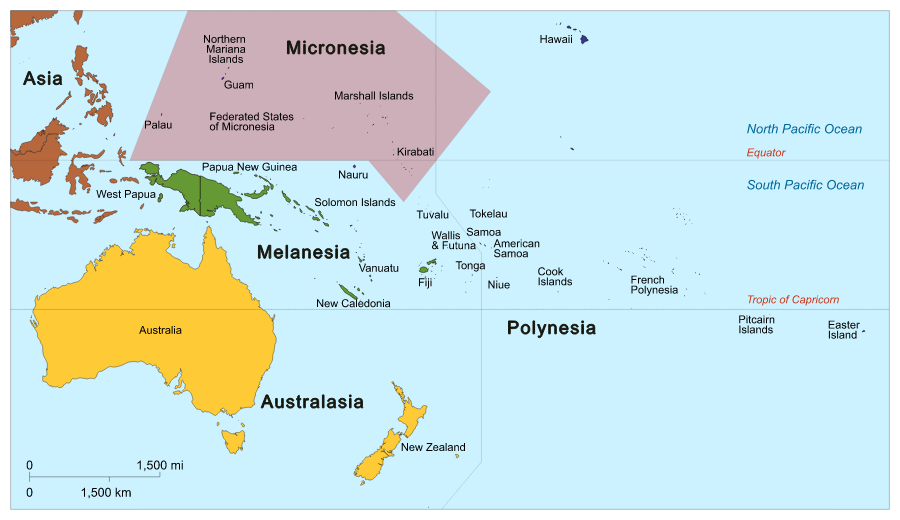 Northern
Mariana
Islands
Micronesia
Hawaii
Asia
Guam
Marshall Islands
Federated States
of Micronesia
Palau
North Pacific Ocean
Kirabati
Equator
Papua New Guinea
Nauru
South Pacific Ocean
West Papua
Solomon Islands
Tuvalu
Tokelau
Samoa
Wallis
& Futuna
American
Samoa
Melanesia
Vanuatu
Tonga
Fiji
Niue
Cook
Islands
French
Polynesia
New Caledonia
Tropic of Capricorn
Australia
Polynesia
Pitcairn
Islands
Easter
Island
Australasia
New Zealand
0
1,500 mi
0
1,500 km